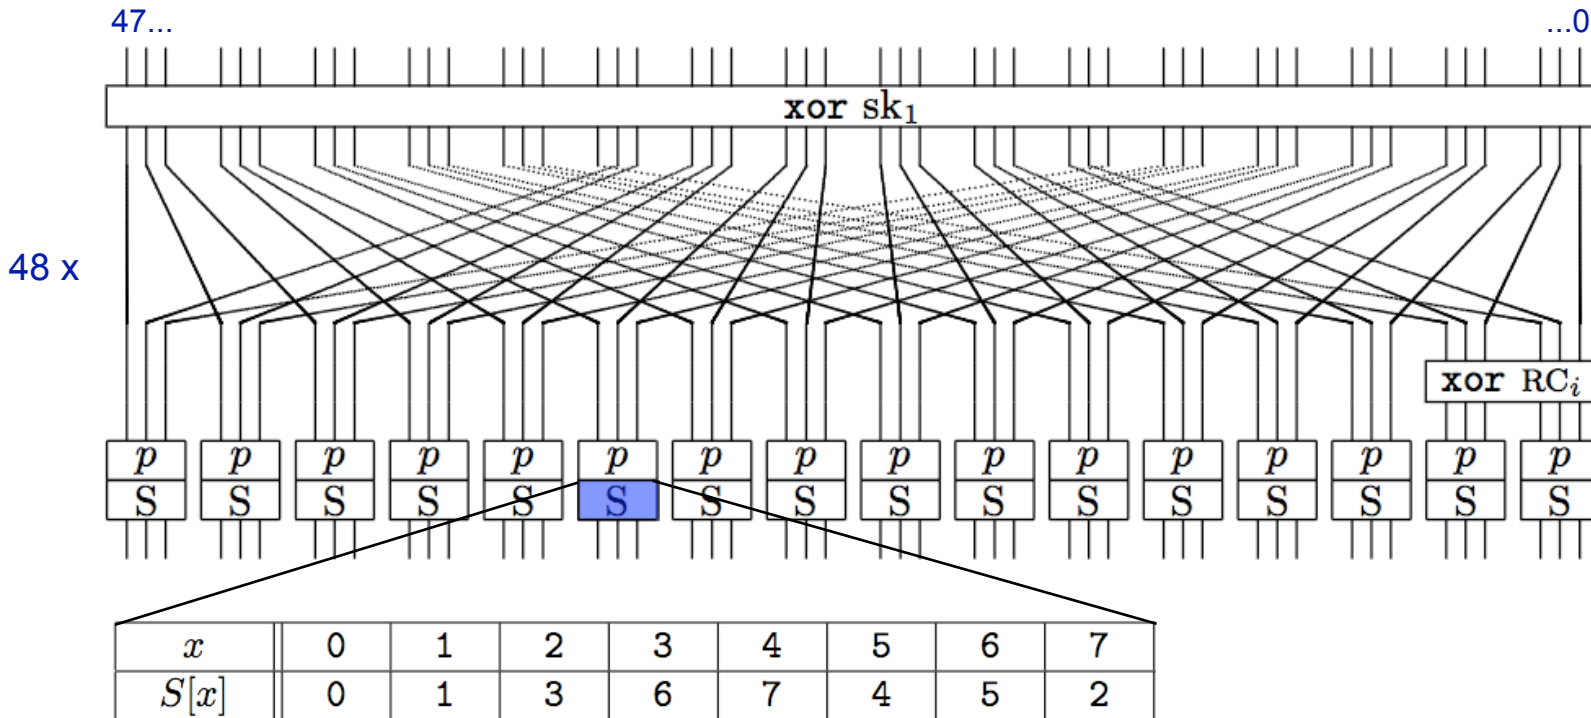 47... ...0
xor sk₁
48 x
xor RCᵢ
p p p p p p p p p p p p p p p p
S S S S S S S S S S S S S S S S
x 0 1 2 3 4 5 6 7
S[x] 0 1 3 6 7 4 5 2